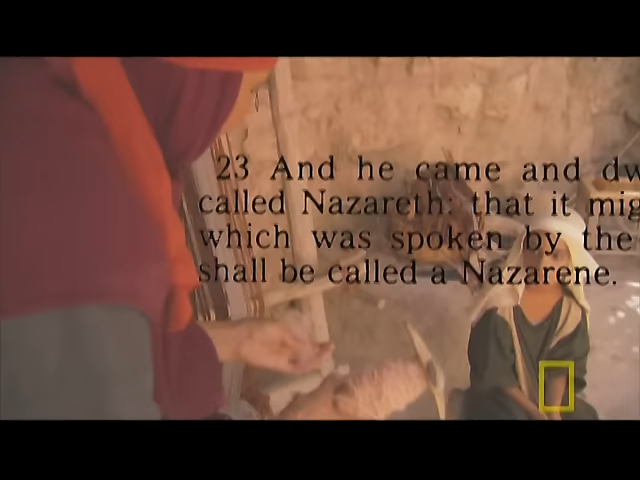 23 And he came and dw
called Nazareth: that it mig
which was spoken by the
shall be called a Nazarene.